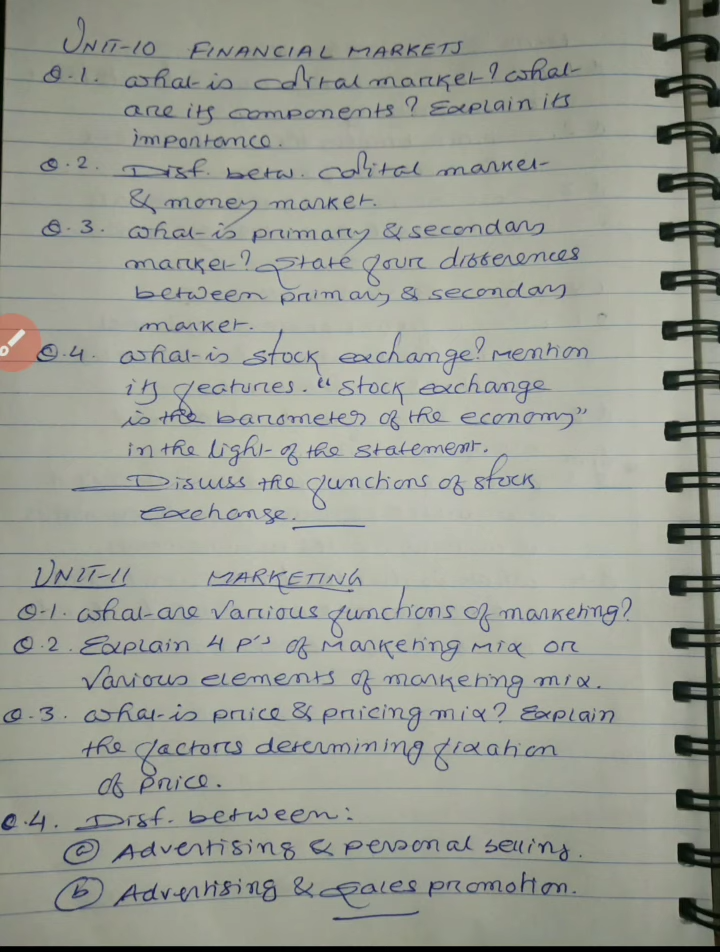 UNIT-10 FINANCIAL MARKETS
Q.1. What is capital market? What
are its components? Explain its
importance.
Q.2. Diff. betw. capital market
& money market.
Q.3. What is primary & secondary
market? State four differences
between primary & secondary
market.
Q.4. What is stock exchange? Mention
its features. "Stock exchange
is the barometer of the economy"
in the light of the statement.
Discuss the functions of stock
exchange.
UNIT-11 MARKETING
Q.1. What are various functions of marketing?
Q.2. Explain 4 P's of Marketing Mix or
various elements of marketing mix.
Q.3. What is price & pricing mix? Explain
the factors determining fixation
of price.
Q.4. Diff. between:
(a) Advertising & personal selling.
(b) Advertising & sales promotion.